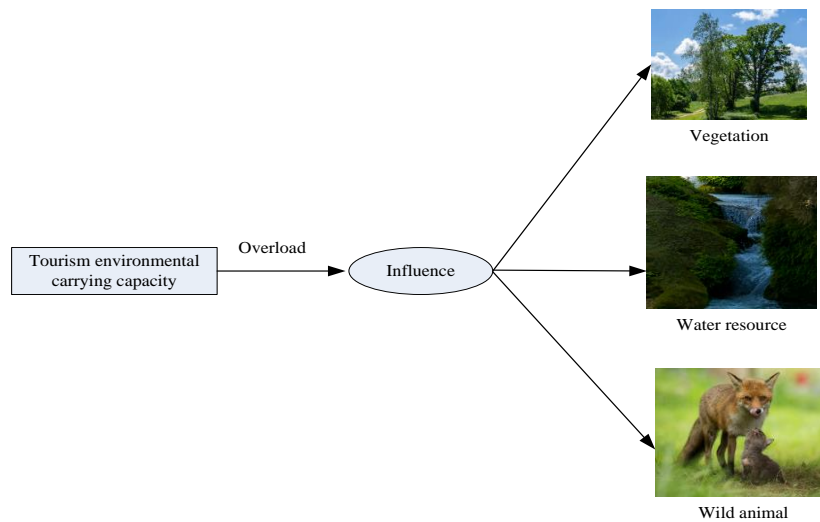 Vegetation
Overload
Tourism environmental
carrying capacity
Influence
Water resource
Wild animal